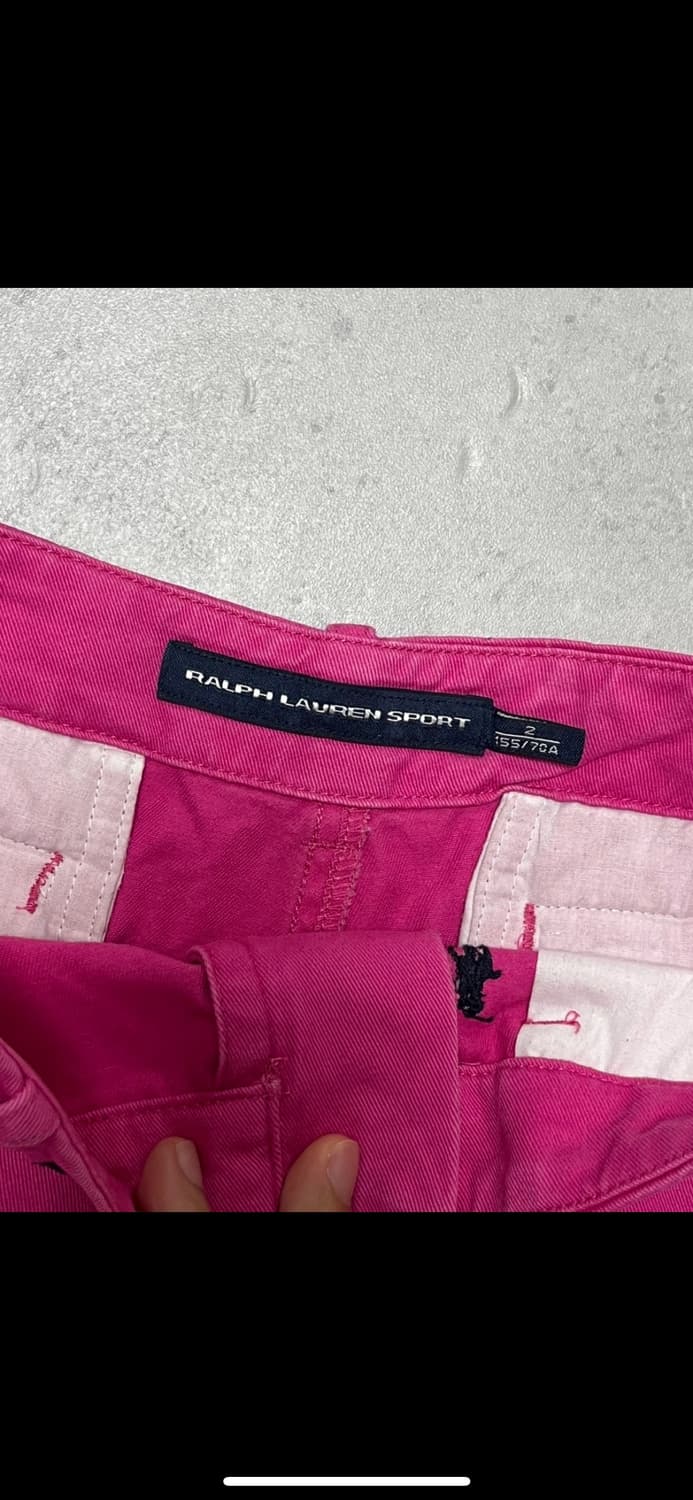 RALPH LAUREN SPORT
2
155/70A